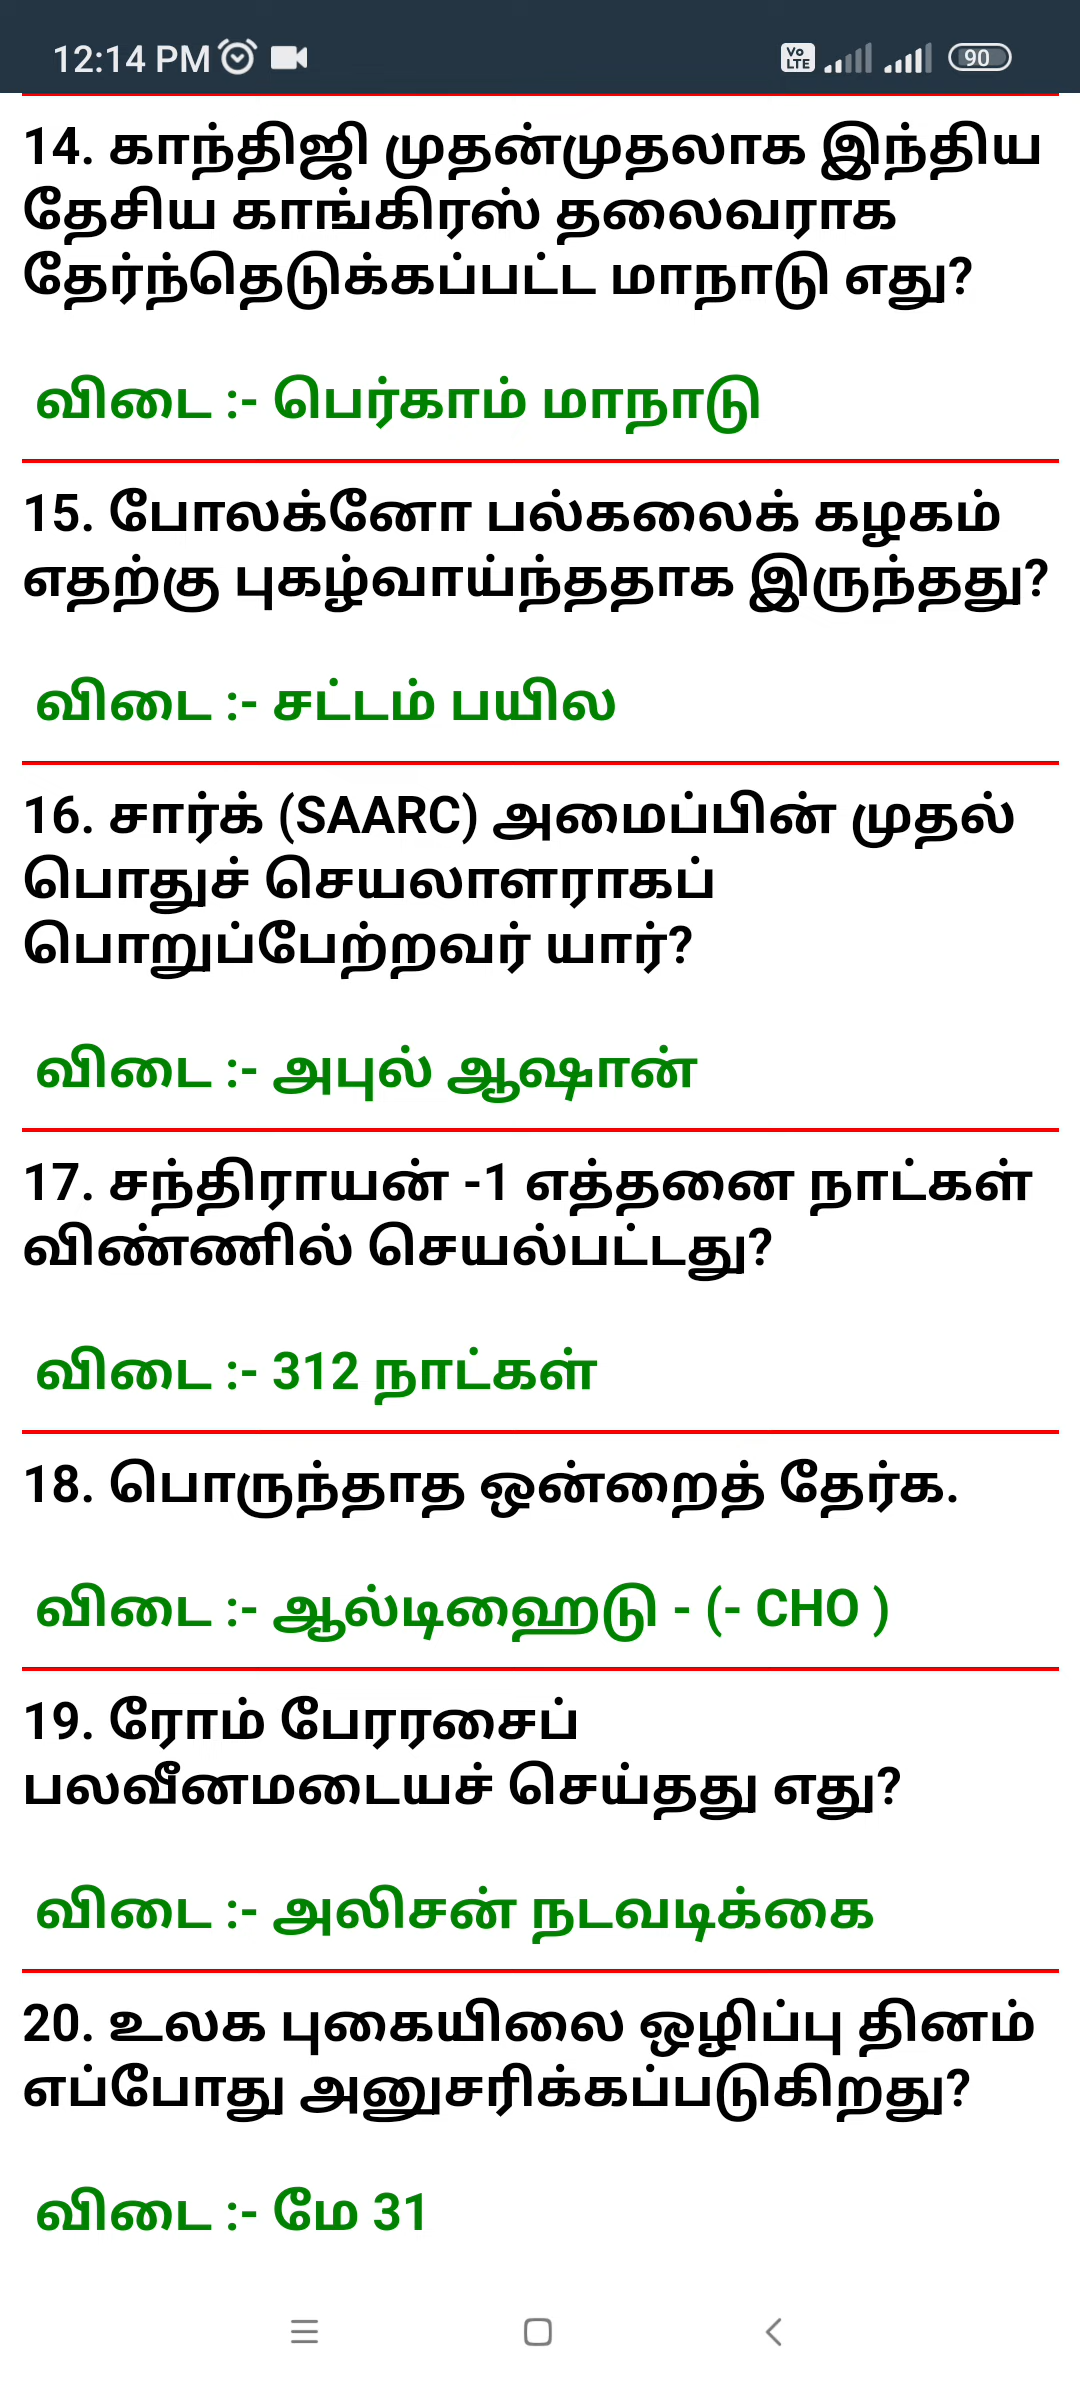 12:14 PM Vo LTE 90
14. காந்திஜி முதன்முதலாக இந்திய
தேசிய காங்கிரஸ் தலைவராக
தேர்ந்தெடுக்கப்பட்ட மாநாடு எது?
விடை :- பெர்காம் மாநாடு
15. போலக்னோ பல்கலைக் கழகம்
எதற்கு புகழ்வாய்ந்ததாக இருந்தது?
விடை :- சட்டம் பயில
16. சார்க் (SAARC) அமைப்பின் முதல்
பொதுச் செயலாளராகப்
பொறுப்பேற்றவர் யார்?
விடை :- அபுல் ஆஷான்
17. சந்திராயன் -1 எத்தனை நாட்கள்
விண்ணில் செயல்பட்டது?
விடை :- 312 நாட்கள்
18. பொருந்தாத ஒன்றைத் தேர்க.
விடை :- ஆல்டிஹைடு - (- CHO )
19. ரோம் பேரரசைப்
பலவீனமடையச் செய்தது எது?
விடை :- அலிசன் நடவடிக்கை
20. உலக புகையிலை ஒழிப்பு தினம்
எப்போது அனுசரிக்கப்படுகிறது?
விடை :- மே 31